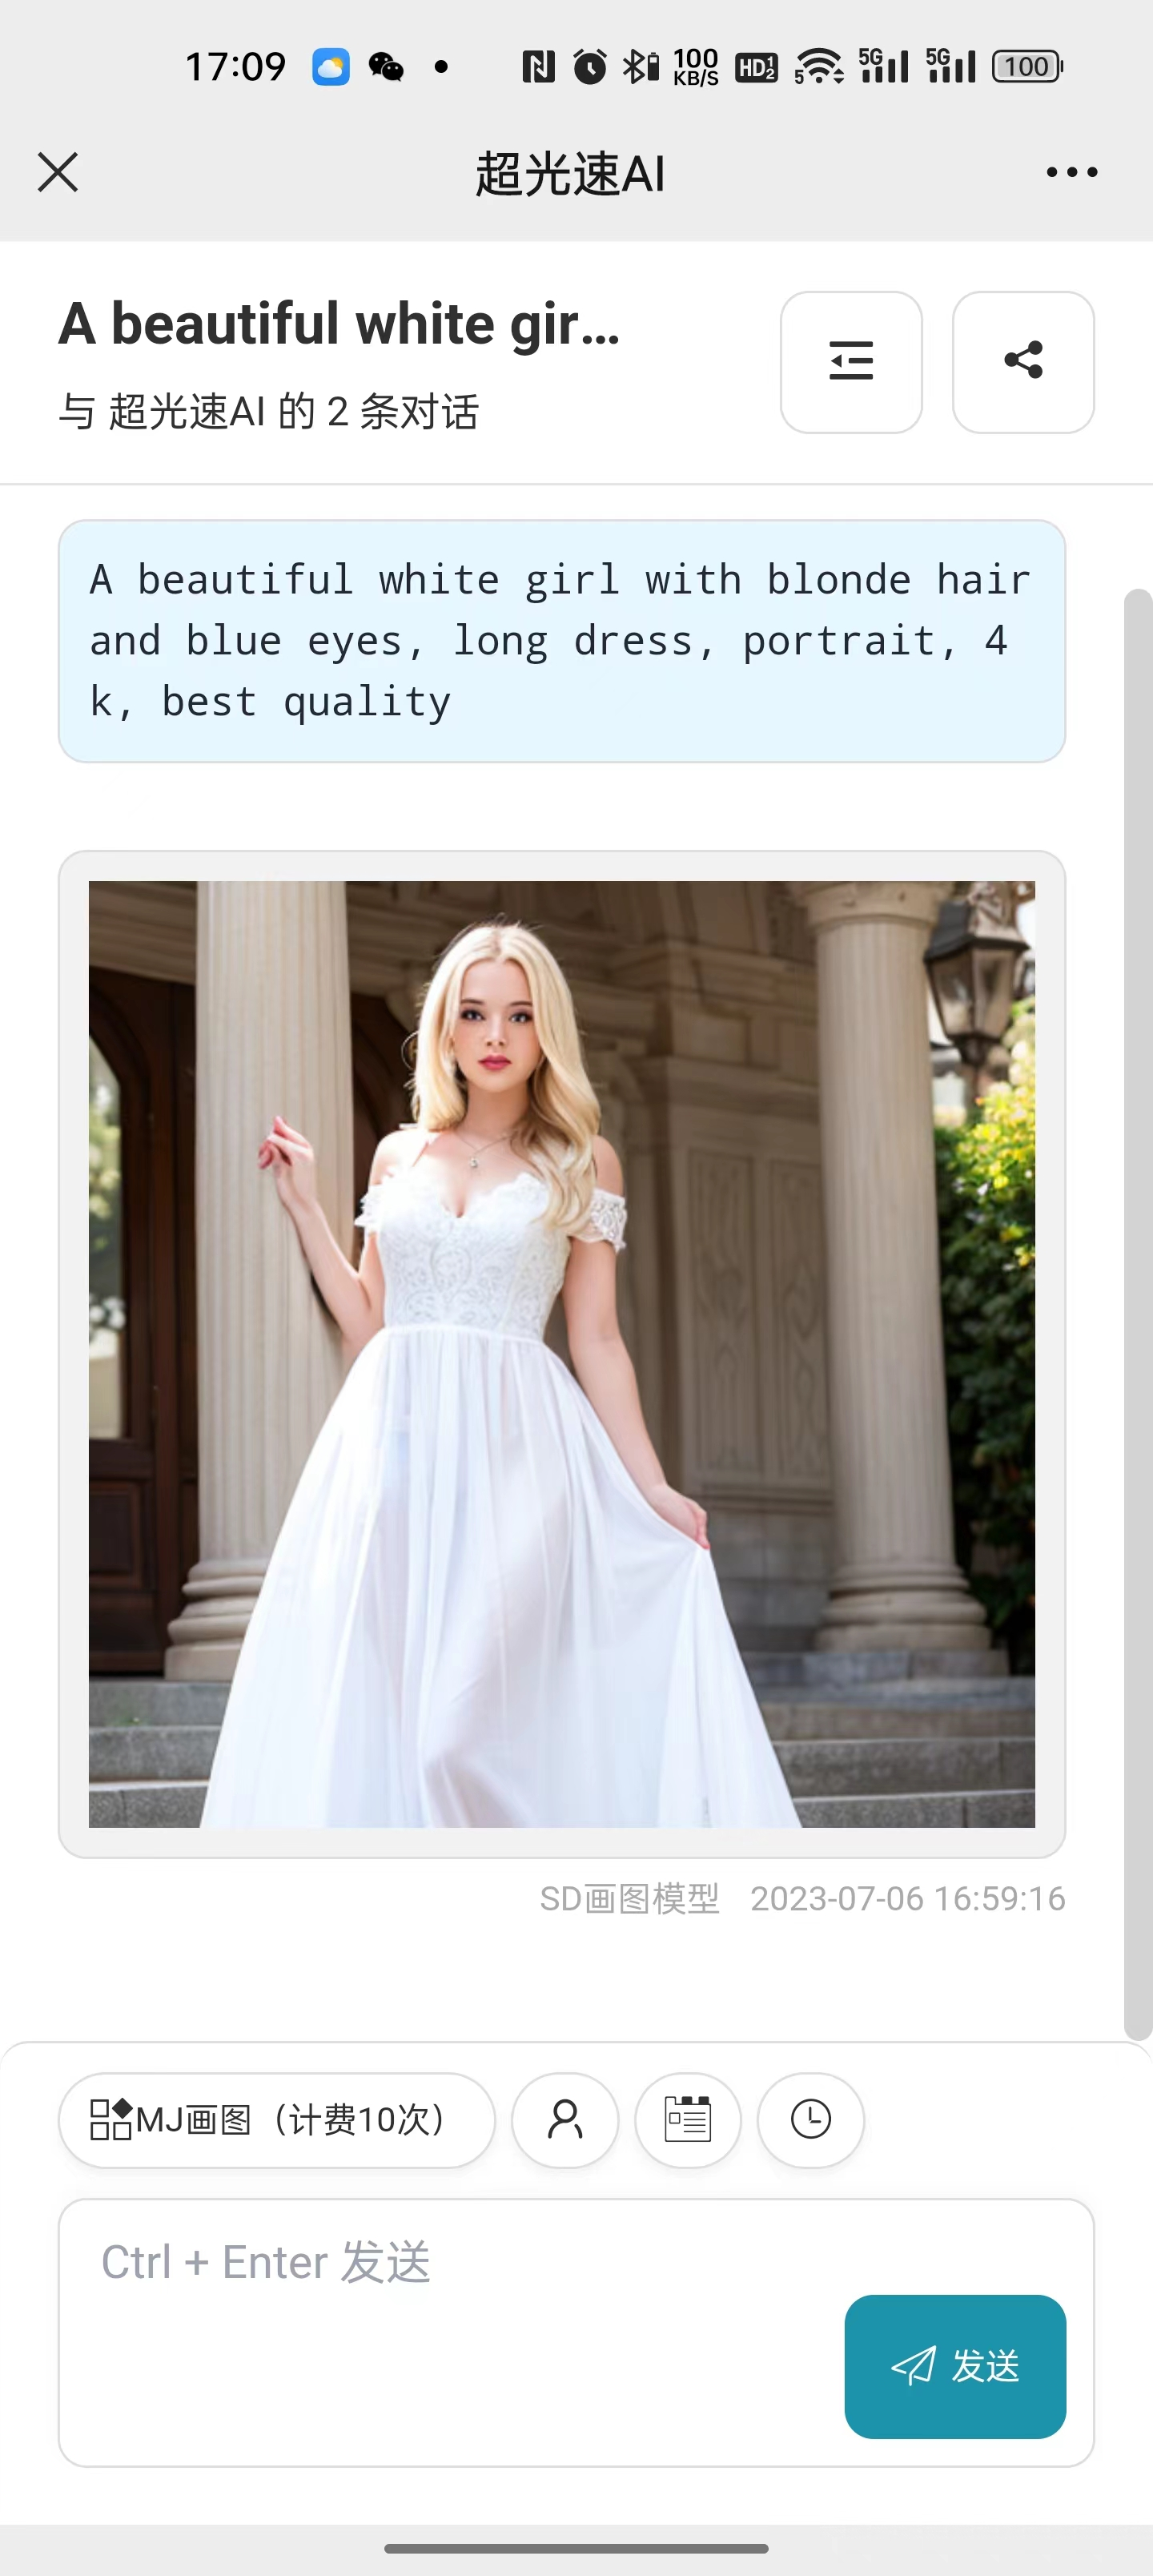 17:09
100
KB/S
HD 1 2
5
5G
5G
100
超光速AI
A beautiful white gir...
与 超光速AI 的 2 条对话
A beautiful white girl with blonde hair
and blue eyes, long dress, portrait, 4
k, best quality
SD画图模型 2023-07-06 16:59:16
MJ画图（计费10次）
Ctrl + Enter 发送
发送